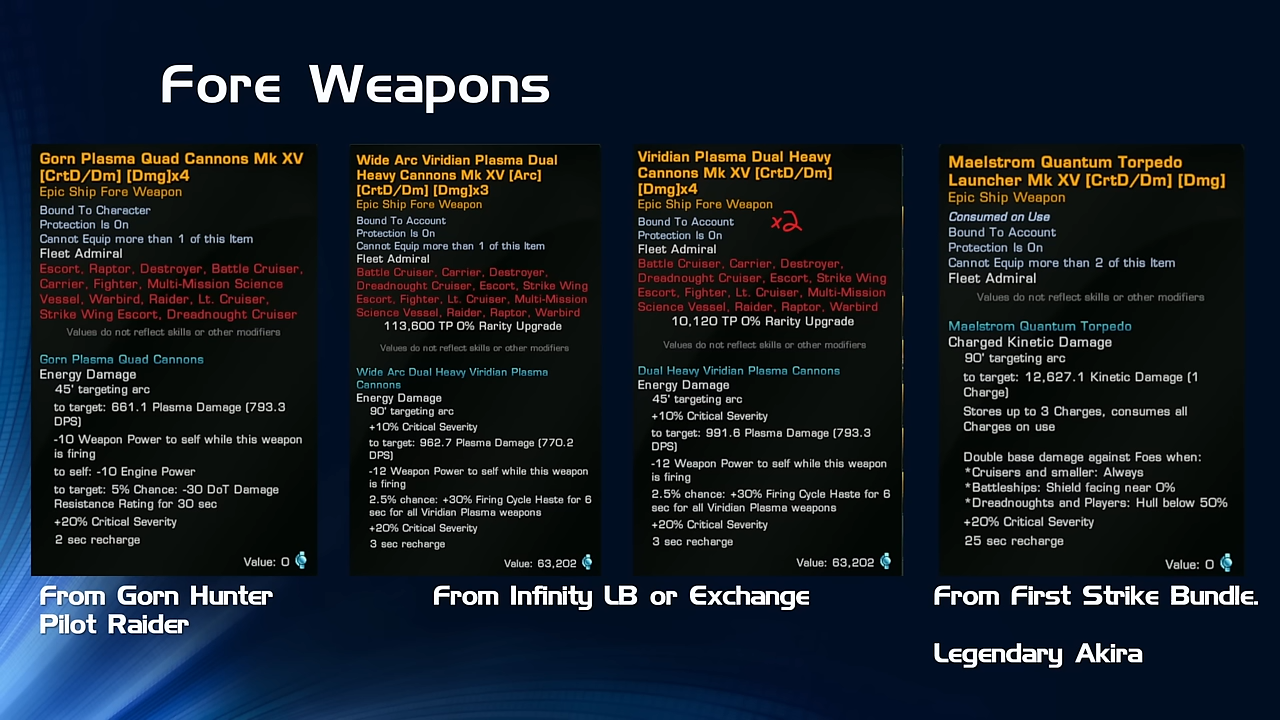 Fore Weapons
Gorn Plasma Quad Cannons Mk XV
[CrtD/Dm] [Dmg]x4
Epic Ship Fore Weapon
Bound To Character
Protection Is On
Cannot Equip more than 1 of this Item
Fleet Admiral
Escort, Raptor, Destroyer, Battle Cruiser,
Carrier, Fighter, Multi-Mission Science
Vessel, Warbird, Raider, Lt. Cruiser,
Strike Wing Escort, Dreadnought Cruiser
Values do not reflect skills or other modifiers
Gorn Plasma Quad Cannons
Energy Damage
45' targeting arc
to target: 661.1 Plasma Damage (793.3
DPS)
-10 Weapon Power to self while this weapon
is firing
to self: -10 Engine Power
to target: 5% Chance: -30 DoT Damage
Resistance Rating for 30 sec
+20% Critical Severity
2 sec recharge
Value: 0
From Gorn Hunter
Pilot Raider
Wide Arc Viridian Plasma Dual
Heavy Cannons Mk XV [Arc]
[CrtD/Dm] [Dmg]x3
Epic Ship Fore Weapon
Bound To Account
Protection Is On
Cannot Equip more than 1 of this Item
Fleet Admiral
Battle Cruiser, Carrier, Destroyer,
Dreadnought Cruiser, Escort, Strike Wing
Escort, Fighter, Lt. Cruiser, Multi-Mission
Science Vessel, Raider, Raptor, Warbird
113,600 TP 0% Rarity Upgrade
Values do not reflect skills or other modifiers
Wide Arc Dual Heavy Viridian Plasma
Cannons
Energy Damage
90' targeting arc
+10% Critical Severity
to target: 962.7 Plasma Damage (770.2
DPS)
-12 Weapon Power to self while this weapon
is firing
2.5% chance: +30% Firing Cycle Haste for 6
sec for all Viridian Plasma weapons
+20% Critical Severity
3 sec recharge
Value: 63,202
Viridian Plasma Dual Heavy
Cannons Mk XV [CrtD/Dm]
[Dmg]x4
Epic Ship Fore Weapon
Bound To Account
x2
Protection Is On
Fleet Admiral
Battle Cruiser, Carrier, Destroyer,
Dreadnought Cruiser, Escort, Strike Wing
Escort, Fighter, Lt. Cruiser, Multi-Mission
Science Vessel, Raider, Raptor, Warbird
10,120 TP 0% Rarity Upgrade
Values do not reflect skills or other modifiers
Dual Heavy Viridian Plasma Cannons
Energy Damage
45' targeting arc
+10% Critical Severity
to target: 991.6 Plasma Damage (793.3
DPS)
-12 Weapon Power to self while this weapon
is firing
2.5% chance: +30% Firing Cycle Haste for 6
sec for all Viridian Plasma weapons
+20% Critical Severity
3 sec recharge
Value: 63,202
From Infinity LB or Exchange
Maelstrom Quantum Torpedo
Launcher Mk XV [CrtD/Dm] [Dmg]
Epic Ship Weapon
Consumed on Use
Bound To Account
Protection Is On
Cannot Equip more than 2 of this Item
Fleet Admiral
Values do not reflect skills or other modifiers
Maelstrom Quantum Torpedo
Charged Kinetic Damage
90' targeting arc
to target: 12,627.1 Kinetic Damage (1
Charge)
Stores up to 3 Charges, consumes all
Charges on use
Double base damage against Foes when:
*Cruisers and smaller: Always
*Battleships: Shield facing near 0%
*Dreadnoughts and Players: Hull below 50%
+20% Critical Severity
25 sec recharge
Value: 0
From First Strike Bundle.
Legendary Akira